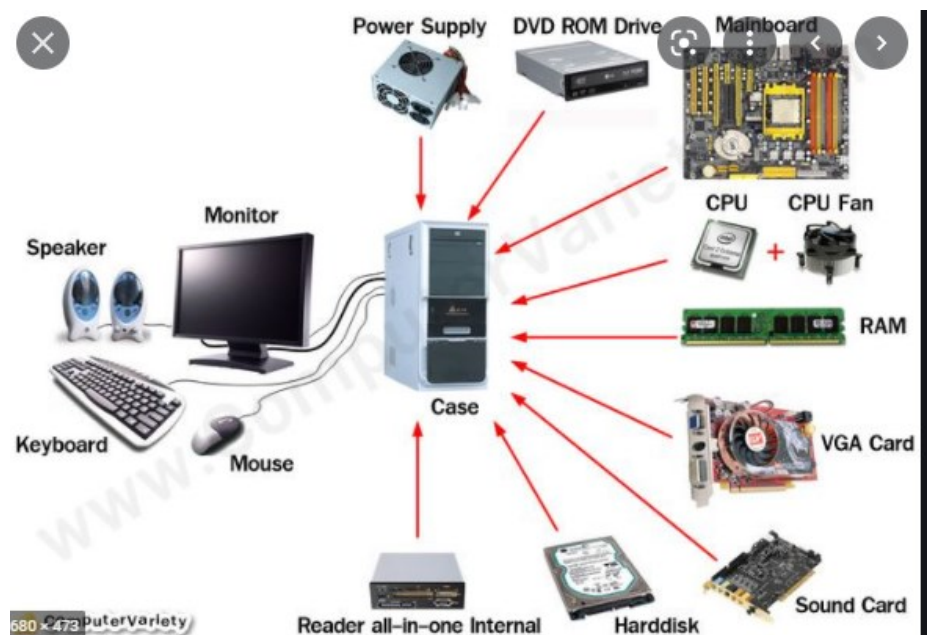 Power Supply
DVD ROM Drive
Mainboard
CPU
CPU Fan
Monitor
Speaker
RAM
Case
VGA Card
Keyboard
Mouse
Reader all-in-one Internal
Harddisk
Sound Card
680 × 473
ComputerVariety